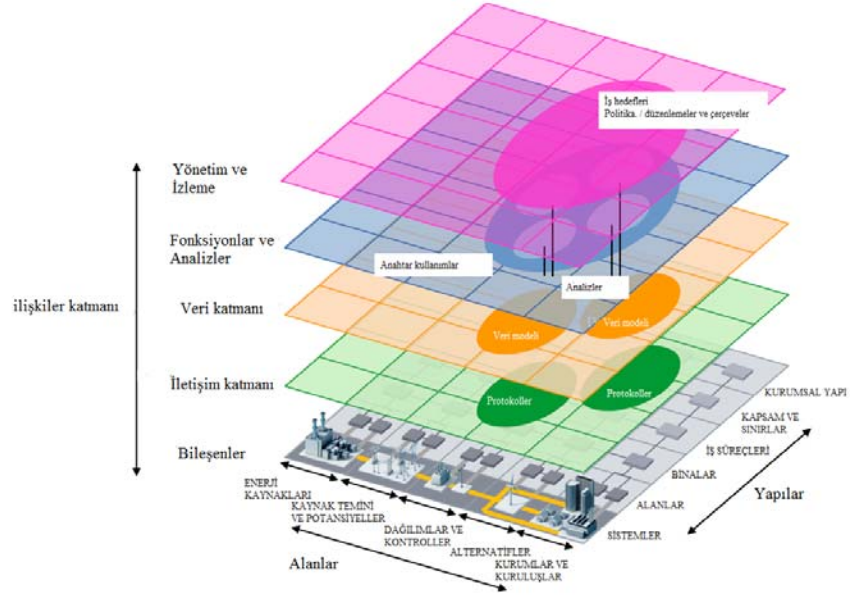 İş hedefleri
Politika. / düzenlemeler ve çerçeveler
Yönetim ve
İzleme
Fonksiyonlar ve
Analizler
Anahtar kullanımlar
Analizler
ilişkiler katmanı
Veri katmanı
Veri modeli
Veri modeli
İletişim katmanı
Protokoller
Protokoller
Bileşenler
KURUMSAL YAPI
KAPSAM VE
SINIRLAR
İŞ SÜREÇLERİ
BİNALAR
ALANLAR
SİSTEMLER
Yapılar
ENERJİ
KAYNAKLARI
KAYNAK TEMİNİ
VE POTANSİYELLER
DAĞILIMLAR VE
KONTROLLER
ALTERNATİFLER
KURUMLAR VE
KURULUŞLAR
Alanlar